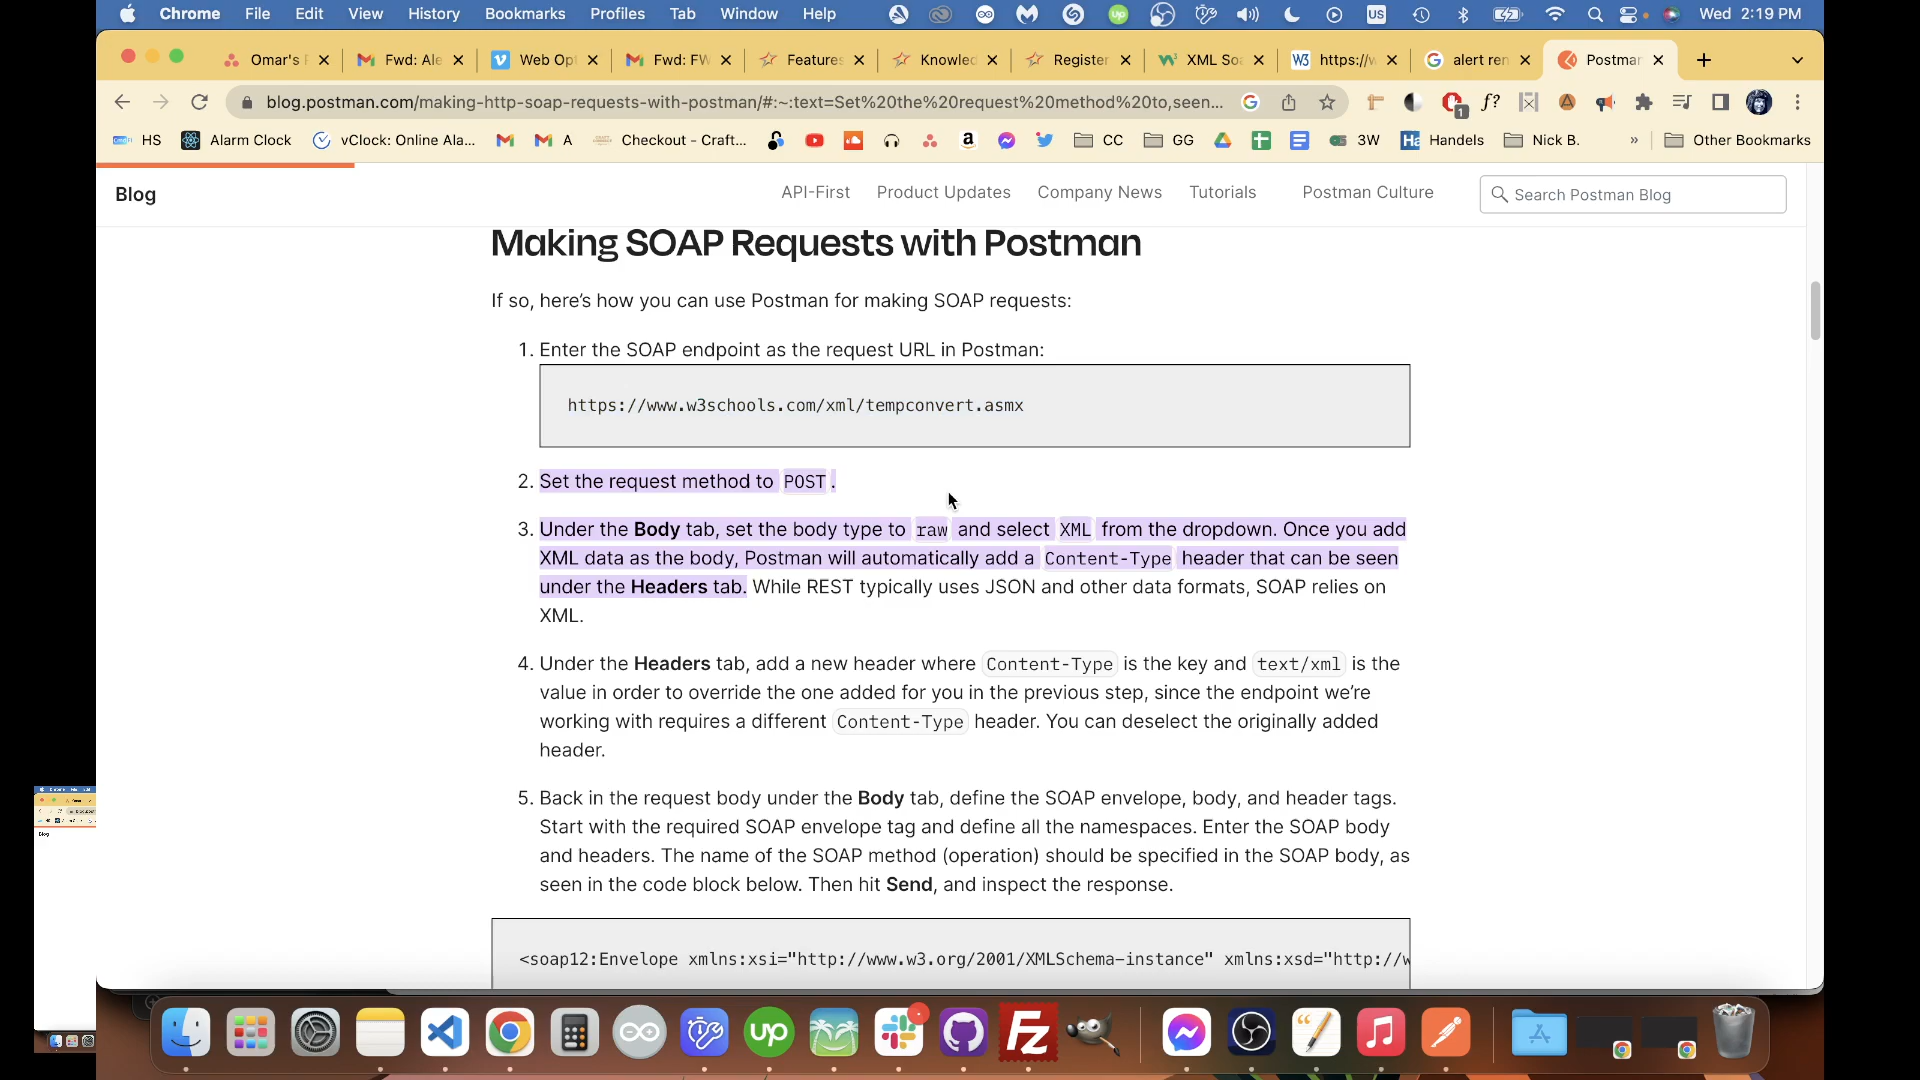 Chrome File Edit View History Bookmarks Profiles Tab Window Help US Wed 2:19 PM
Omar's Fwd: Ale Web Opt Fwd: FW Features Knowled Register XML Soa https://w alert ren Postman
blog.postman.com/making-http-soap-requests-with-postman/#:~:text=Set%20the%20request%20method%20to,seen...
HS Alarm Clock vClock: Online Ala... A Checkout - Craft... CC GG 3W Handels Nick B. » Other Bookmarks
Blog API-First Product Updates Company News Tutorials Postman Culture Search Postman Blog
Making SOAP Requests with Postman
If so, here’s how you can use Postman for making SOAP requests:
1. Enter the SOAP endpoint as the request URL in Postman:
https://www.w3schools.com/xml/tempconvert.asmx
2. Set the request method to POST .
3. Under the Body tab, set the body type to raw and select XML from the dropdown. Once you add
XML data as the body, Postman will automatically add a Content-Type header that can be seen
under the Headers tab. While REST typically uses JSON and other data formats, SOAP relies on
XML.
4. Under the Headers tab, add a new header where Content-Type is the key and text/xml is the
value in order to override the one added for you in the previous step, since the endpoint we’re
working with requires a different Content-Type header. You can deselect the originally added
header.
5. Back in the request body under the Body tab, define the SOAP envelope, body, and header tags.
Start with the required SOAP envelope tag and define all the namespaces. Enter the SOAP body
and headers. The name of the SOAP method (operation) should be specified in the SOAP body, as
seen in the code block below. Then hit Send, and inspect the response.
<soap12:Envelope xmlns:xsi="http://www.w3.org/2001/XMLSchema-instance" xmlns:xsd="http://w